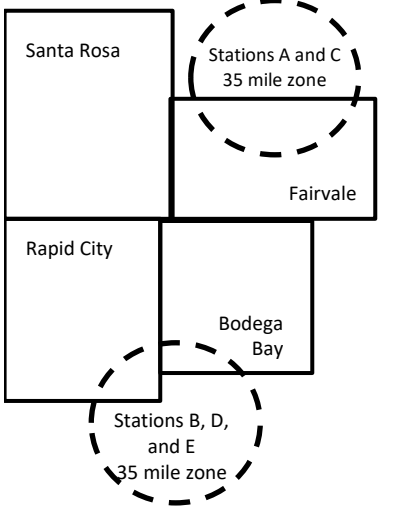 Santa Rosa
Stations A and C
35 mile zone
Fairvale
Rapid City
Bodega
Bay
Stations B, D,
and E
35 mile zone